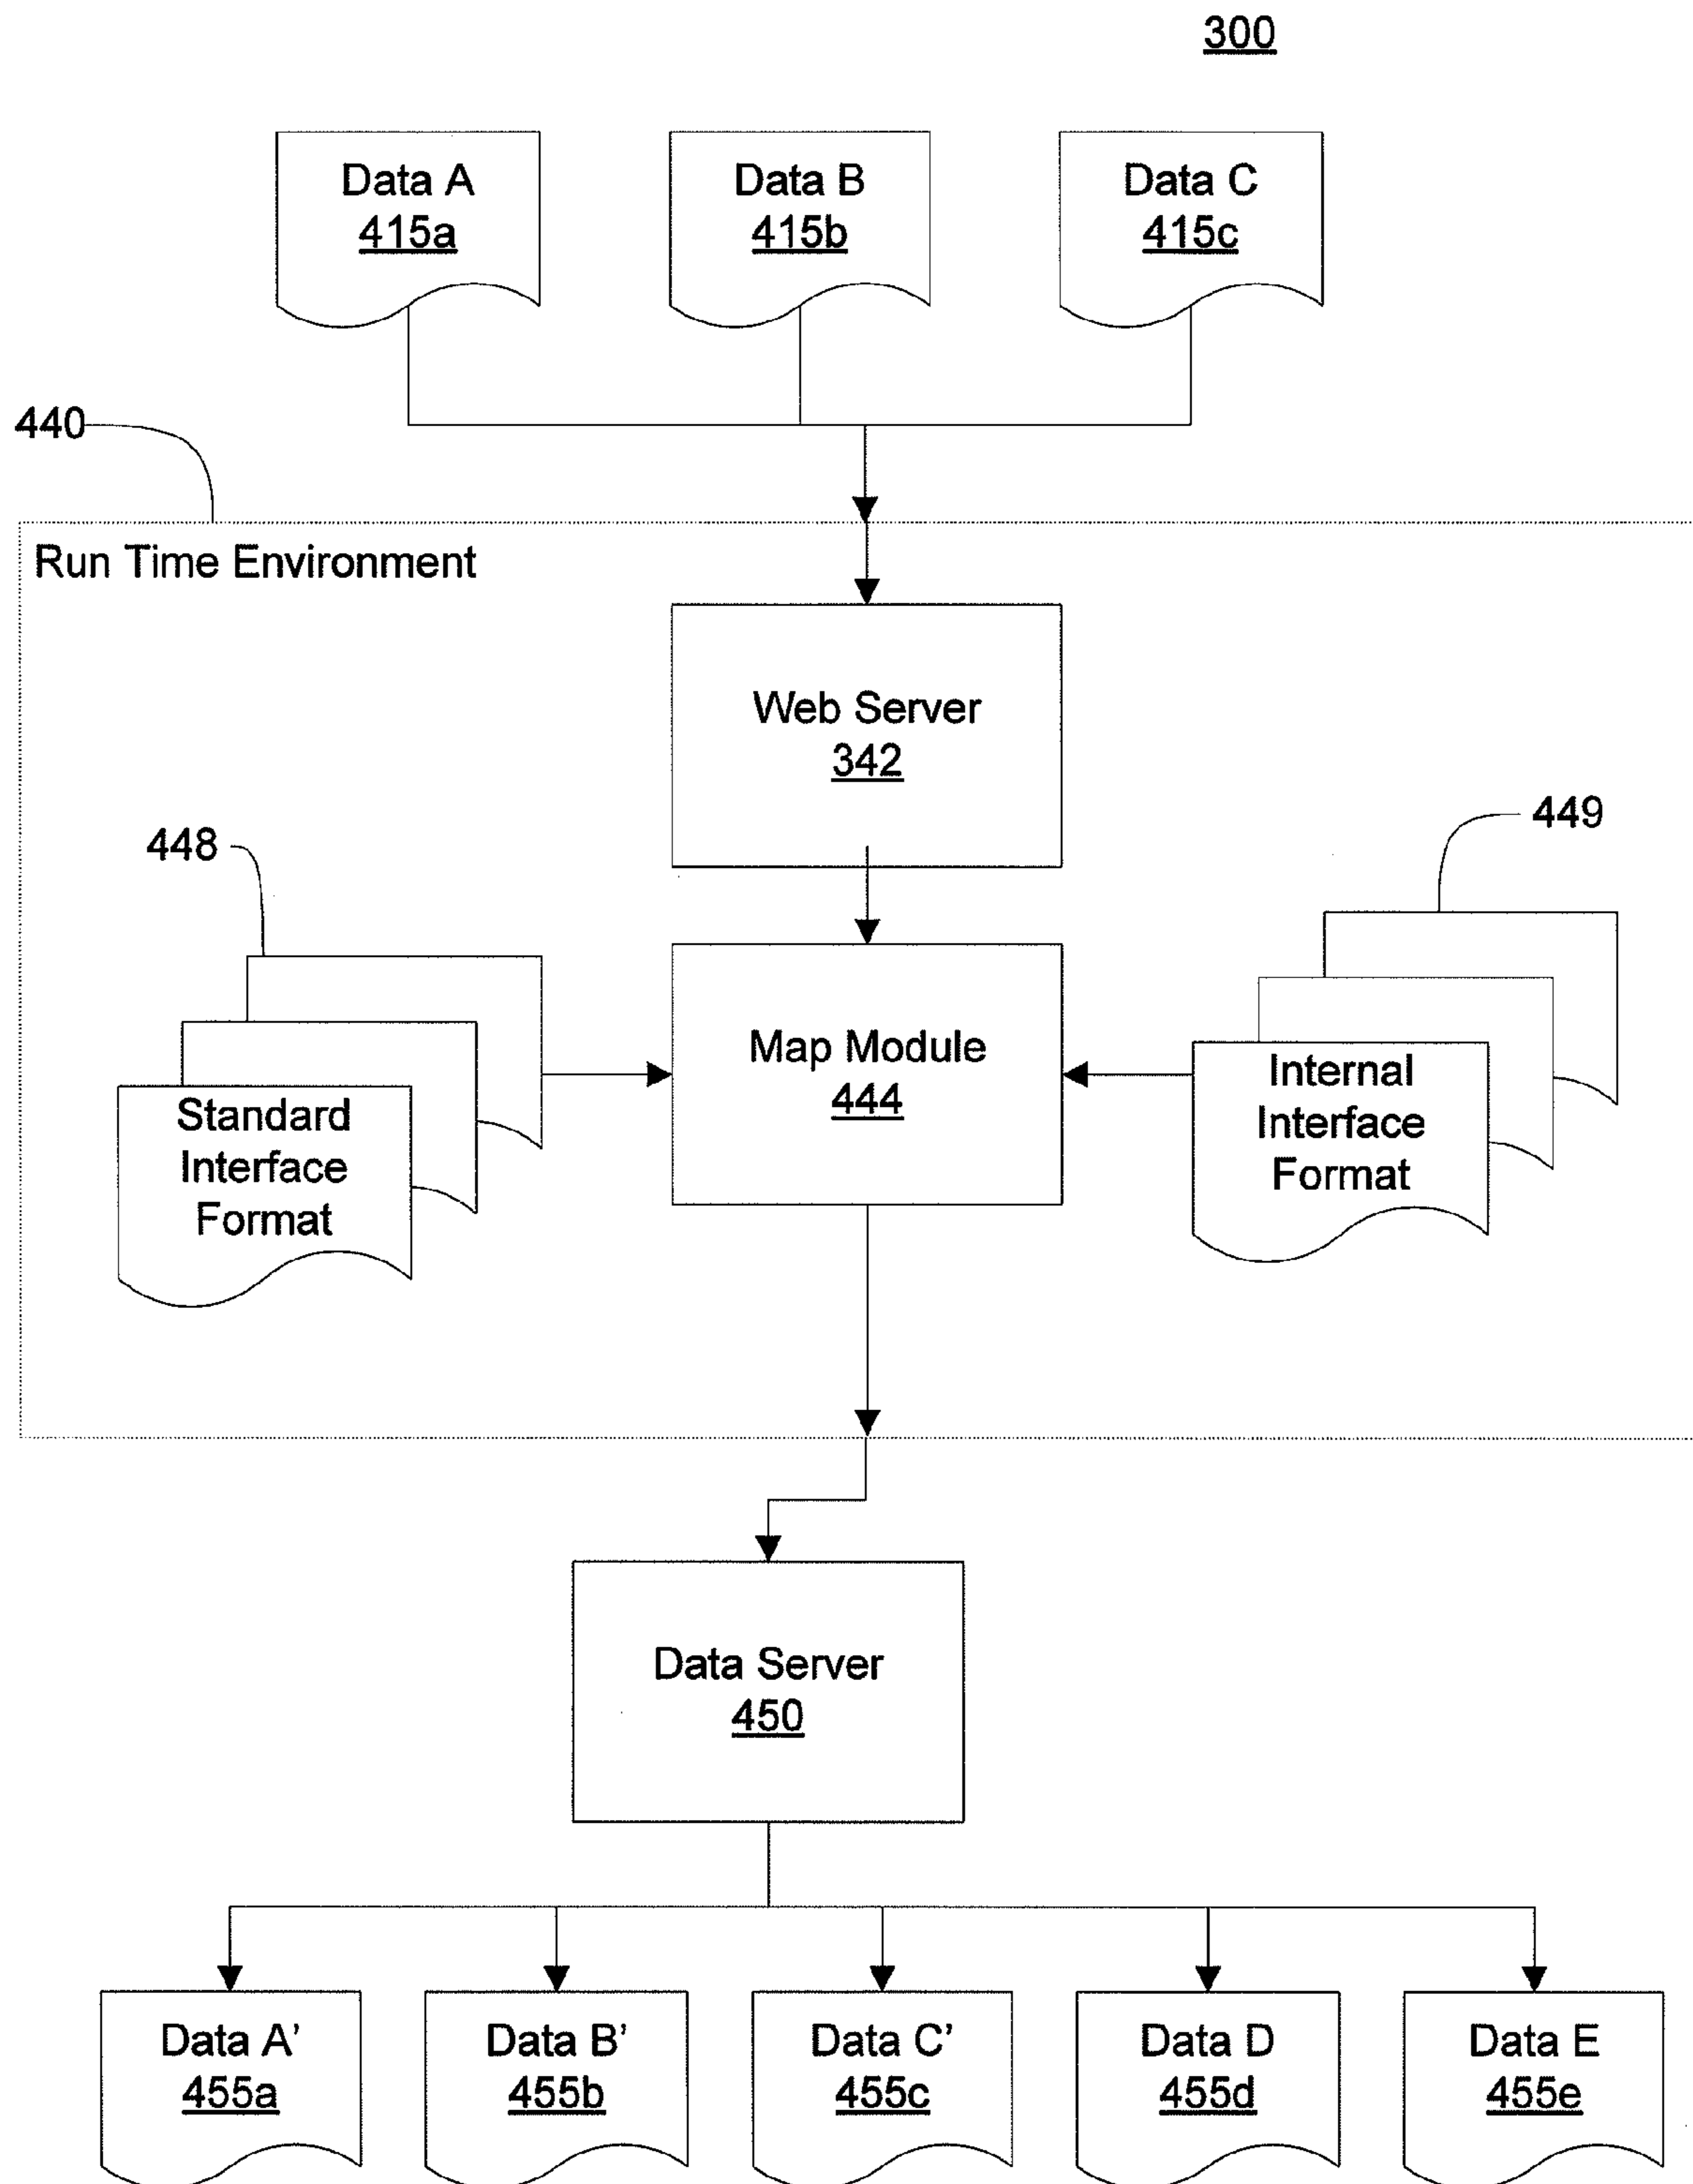 300
Data A
415a
Data B
415b
Data C
415c
440
Run Time Environment
Web Server
342
448
449
Standard
Interface
Format
Map Module
444
Internal
Interface
Format
Data Server
450
Data A’
455a
Data B’
455b
Data C’
455c
Data D
455d
Data E
455e